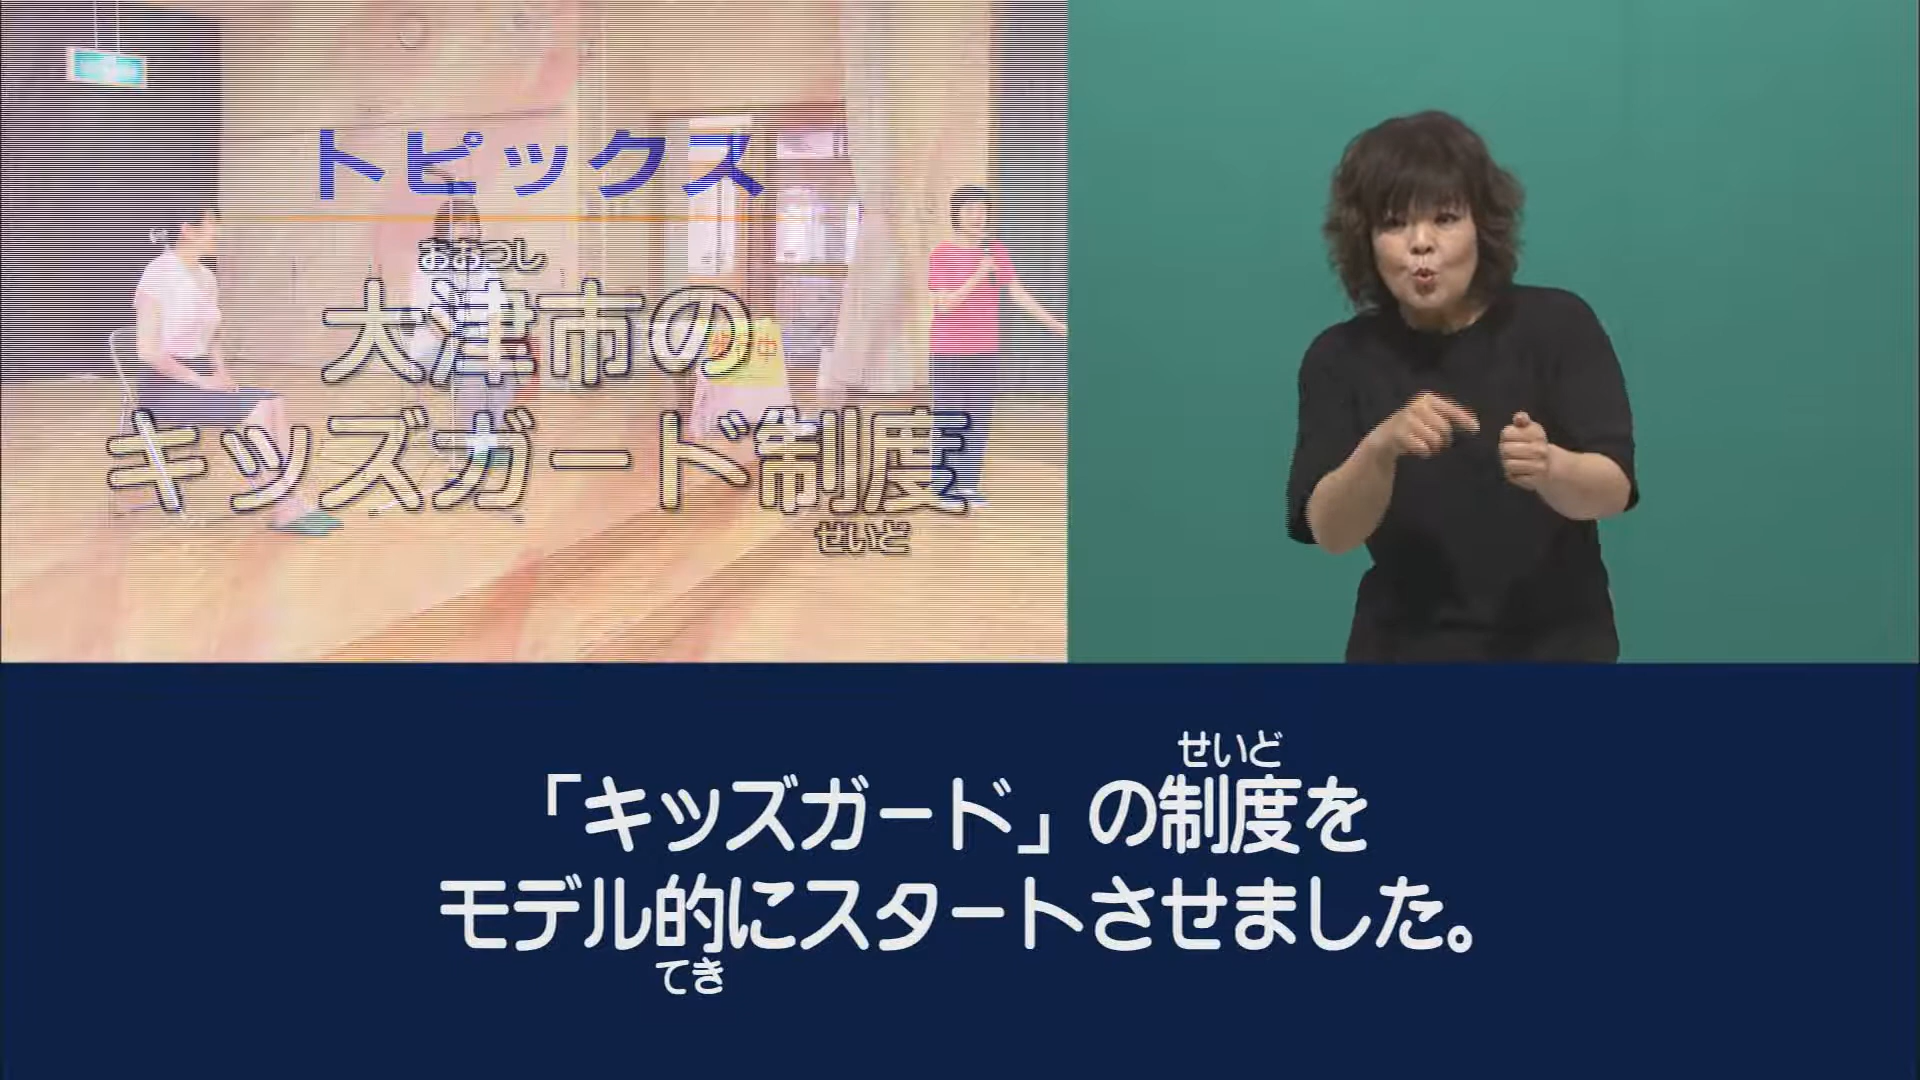 トピックス
おおつし
大津市の
キッズガード制度
せいど
せいど
「キッズガード」の制度を
モデル的にスタートさせました。
てき